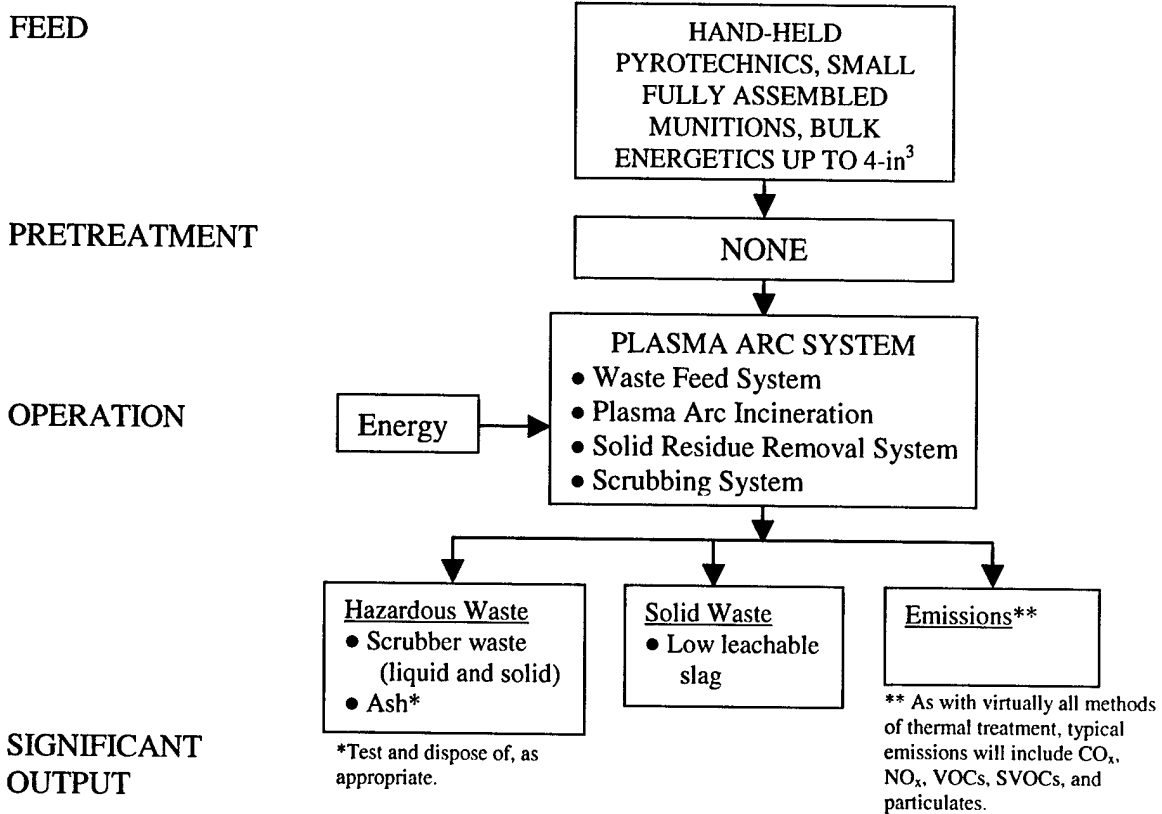 FEED
HAND-HELD
PYROTECHNICS, SMALL
FULLY ASSEMBLED
MUNITIONS, BULK
ENERGETICS UP TO 4-in³
PRETREATMENT
NONE
OPERATION
Energy
PLASMA ARC SYSTEM
● Waste Feed System
● Plasma Arc Incineration
● Solid Residue Removal System
● Scrubbing System
SIGNIFICANT
OUTPUT
Hazardous Waste
● Scrubber waste
(liquid and solid)
● Ash*
*Test and dispose of, as
appropriate.
Solid Waste
● Low leachable
slag
Emissions**
** As with virtually all methods
of thermal treatment, typical
emissions will include COₓ,
NOₓ, VOCs, SVOCs, and
particulates.